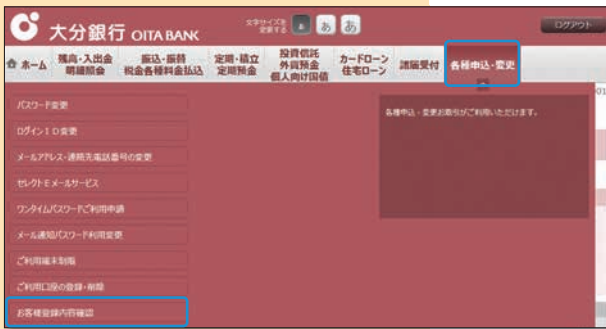 大分銀行 OITA BANK
文字サイズを
変更する
あ あ あ
ログアウト
ホーム
残高・入出金
明細照会
振込・振替
税金各種料金払込
定期・積立
定期預金
投資信託
外貨預金
個人向け国債
カードローン
住宅ローン
諸届受付
各種申込・変更
パスワード変更
ログインID変更
メールアドレス・連絡先電話番号の変更
セレクトEメールサービス
ワンタイムパスワードご利用申請
メール通知パスワード利用変更
ご利用端末制限
ご利用口座の登録・削除
お客様登録内容確認
各種申込・変更お取引がご利用いただけます。
01